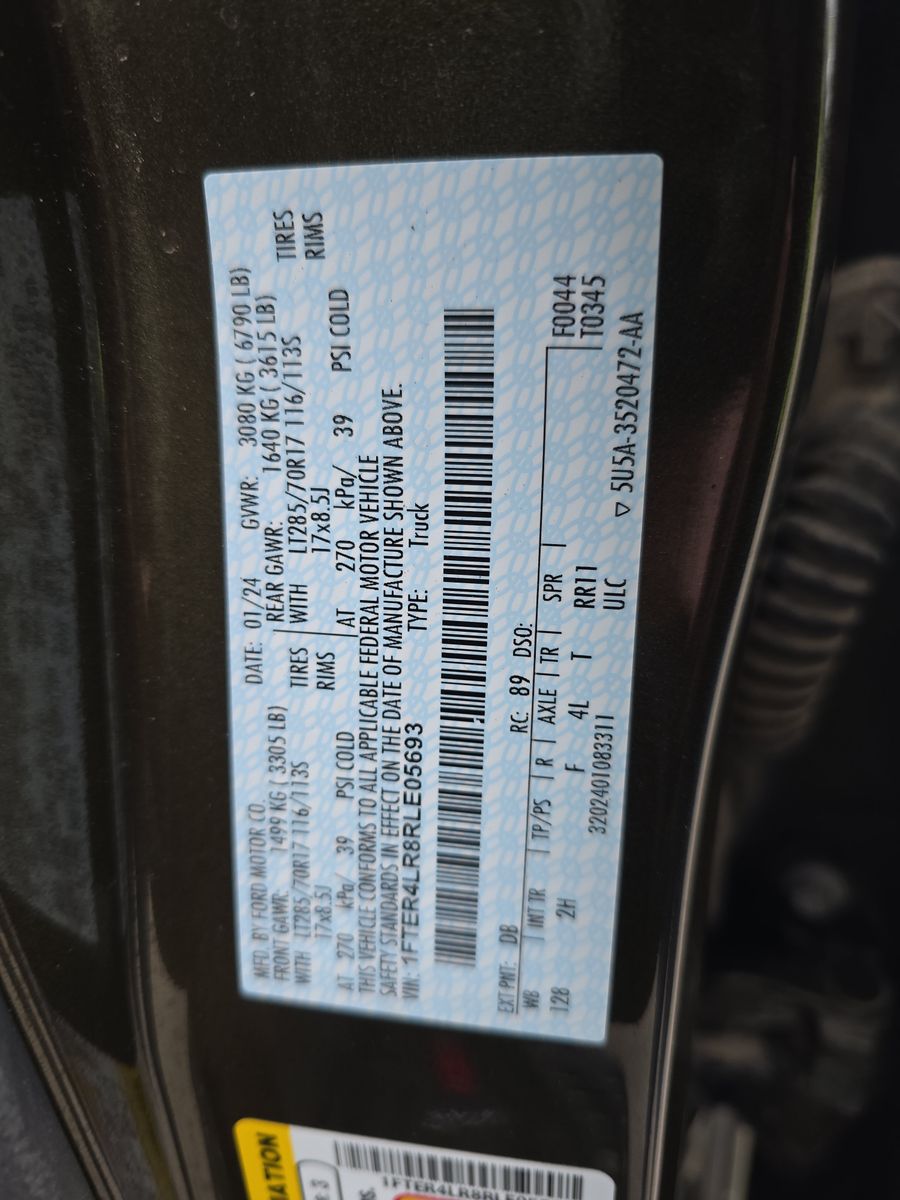 MFD. BY FORD MOTOR CO. DATE: 01/24 GVWR: 3080 KG ( 6790 LB)
FRONT GAWR: 1499 KG ( 3305 LB) REAR GAWR: 1640 KG ( 3615 LB)
WITH LT285/70R17 116/113S TIRES WITH LT285/70R17 116/113S TIRES
17x8.5J RIMS 17x8.5J RIMS
AT 270 kPa/ 39 PSI COLD AT 270 kPa/ 39 PSI COLD
THIS VEHICLE CONFORMS TO ALL APPLICABLE FEDERAL MOTOR VEHICLE
SAFETY STANDARDS IN EFFECT ON THE DATE OF MANUFACTURE SHOWN ABOVE.
VIN: 1FTER4LR8RLE05693 TYPE: Truck
EXT PNT: DB RC: 89 DSO:
WB INT TR TP/PS R AXLE TR SPR F0044
128 2H F 4L T RR11 T0345
3202401083311 ULC
▽ 5U5A-3520472-AA
1FTER4LR8RLE0